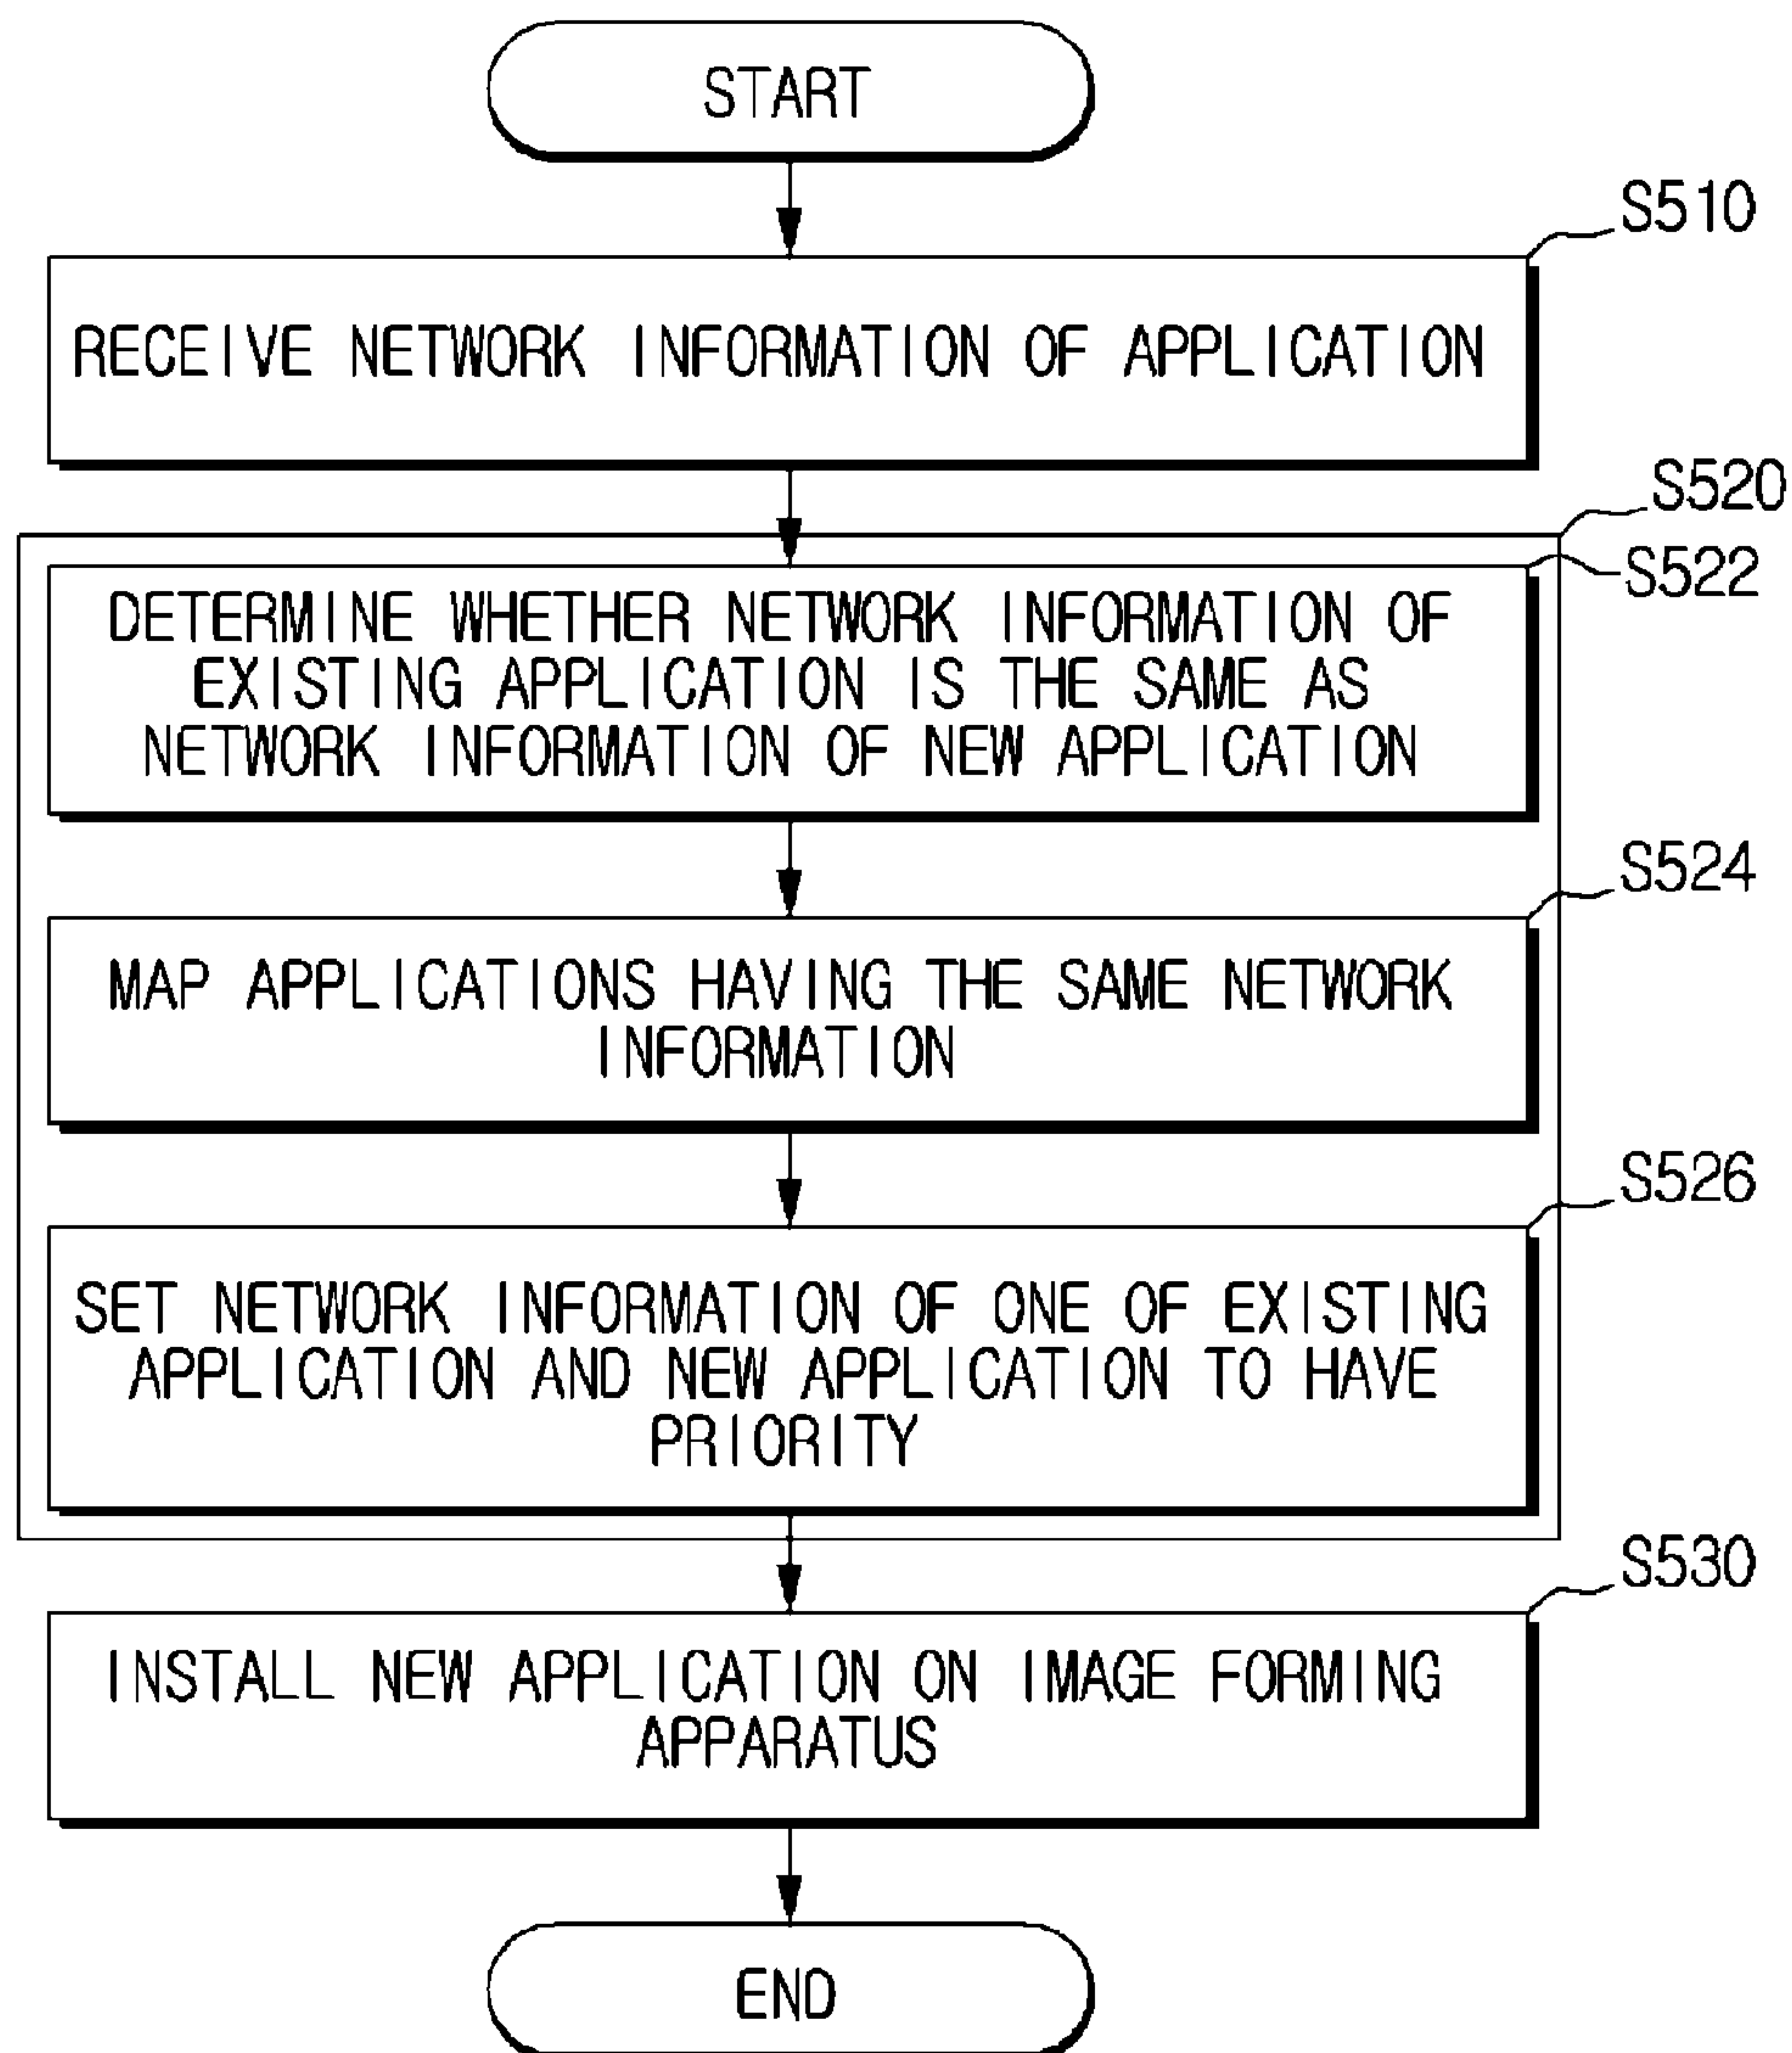 START
S510
RECEIVE NETWORK INFORMATION OF APPLICATION
S520
S522
DETERMINE WHETHER NETWORK INFORMATION OF
EXISTING APPLICATION IS THE SAME AS
NETWORK INFORMATION OF NEW APPLICATION
S524
MAP APPLICATIONS HAVING THE SAME NETWORK
INFORMATION
S526
SET NETWORK INFORMATION OF ONE OF EXISTING
APPLICATION AND NEW APPLICATION TO HAVE
PRIORITY
S530
INSTALL NEW APPLICATION ON IMAGE FORMING
APPARATUS
END